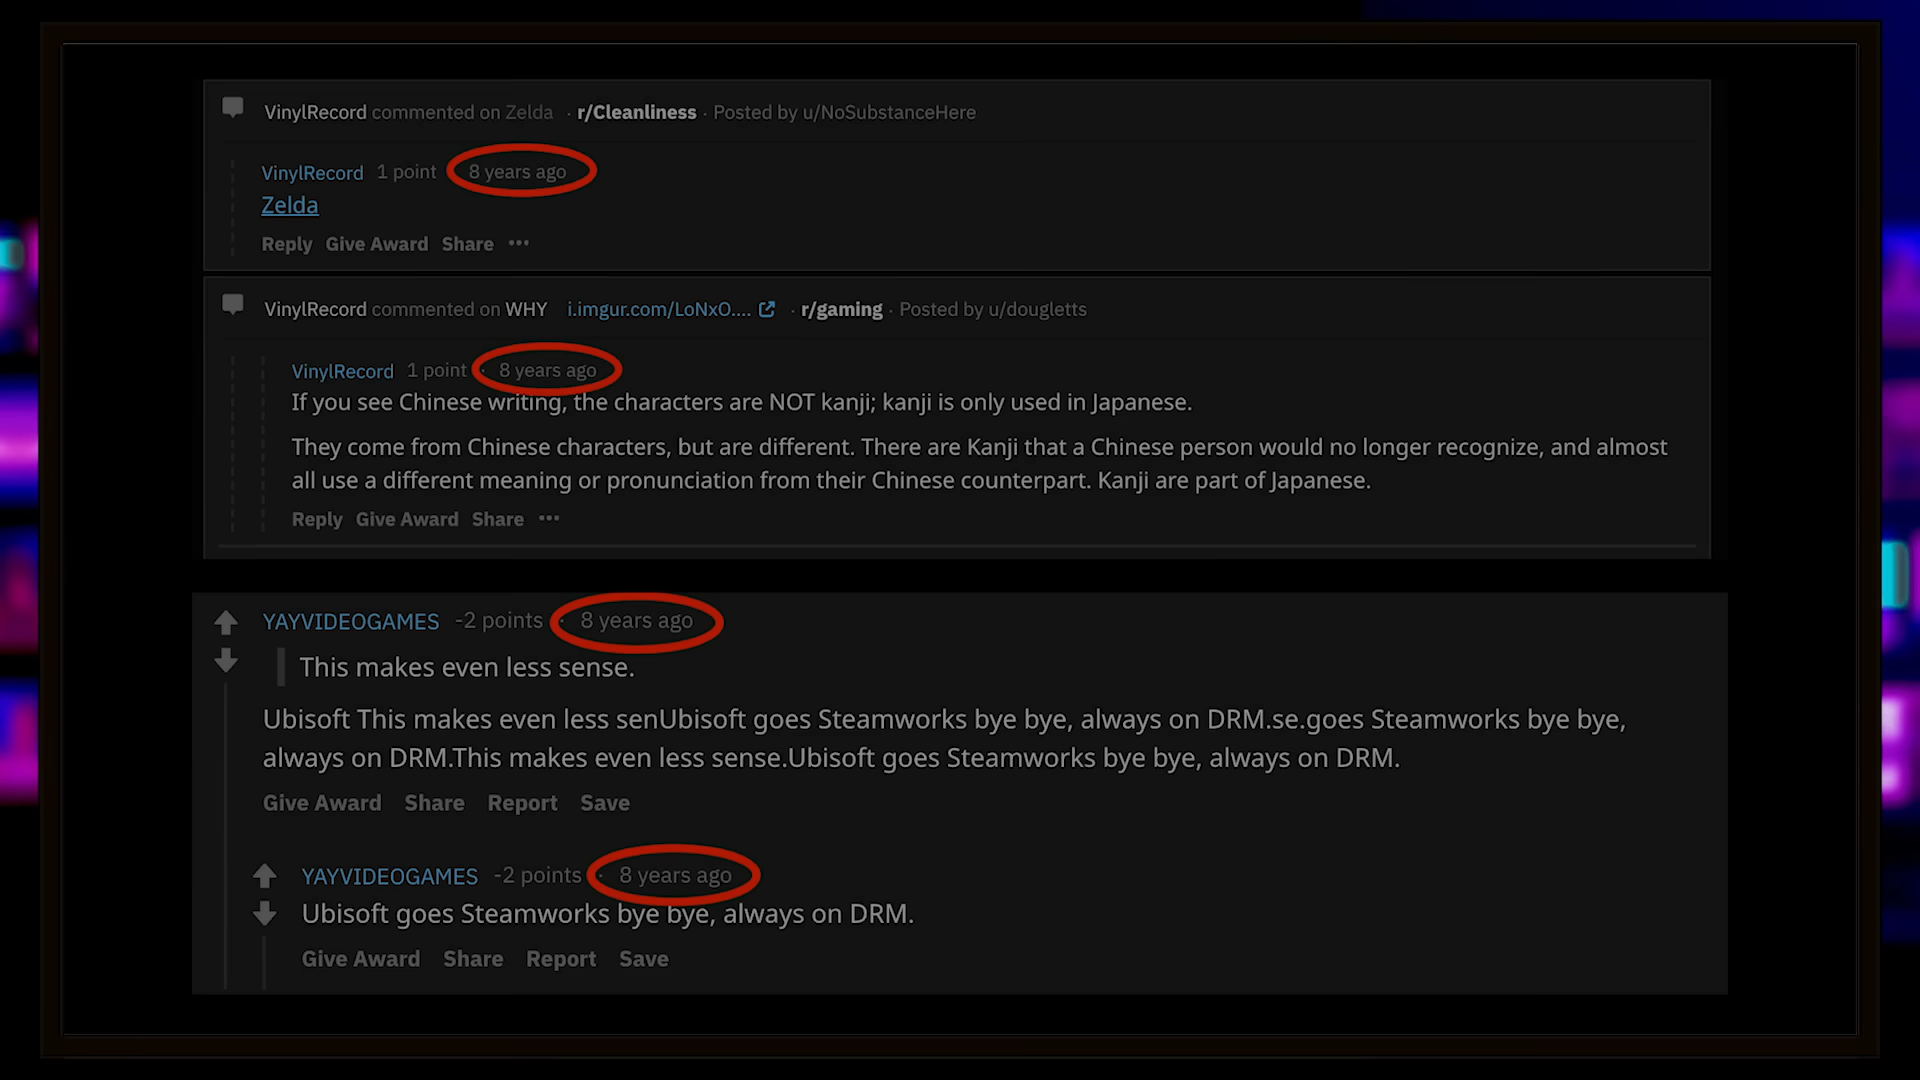 VinylRecord commented on Zelda · r/Cleanliness · Posted by u/NoSubstanceHere
VinylRecord 1 point 8 years ago
Zelda
Reply Give Award Share ···
VinylRecord commented on WHY i.imgur.com/LoNxO.... · r/gaming · Posted by u/dougletts
VinylRecord 1 point · 8 years ago
If you see Chinese writing, the characters are NOT kanji; kanji is only used in Japanese.
They come from Chinese characters, but are different. There are Kanji that a Chinese person would no longer recognize, and almost
all use a different meaning or pronunciation from their Chinese counterpart. Kanji are part of Japanese.
Reply Give Award Share ···
YAYVIDEOGAMES -2 points · 8 years ago
This makes even less sense.
Ubisoft This makes even less senUbisoft goes Steamworks bye bye, always on DRM.se.goes Steamworks bye bye,
always on DRM.This makes even less sense.Ubisoft goes Steamworks bye bye, always on DRM.
Give Award Share Report Save
YAYVIDEOGAMES -2 points · 8 years ago
Ubisoft goes Steamworks bye bye, always on DRM.
Give Award Share Report Save